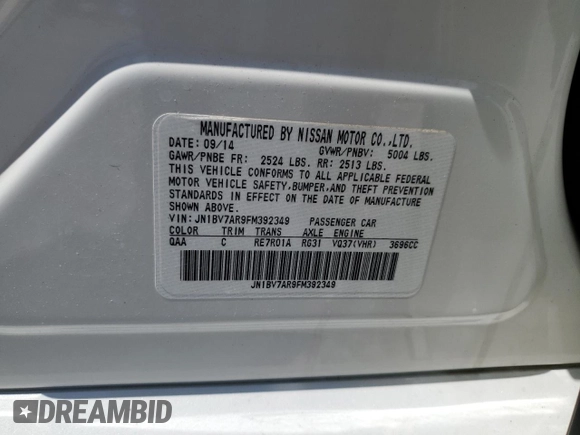 MANUFACTURED BY NISSAN MOTOR CO.,LTD.
DATE: 09/14 GVWR/PNBV: 5004 LBS.
GAWR/PNBE FR: 2524 LBS. RR: 2513 LBS.
THIS VEHICLE CONFORMS TO ALL APPLICABLE FEDERAL
MOTOR VEHICLE SAFETY,BUMPER,AND THEFT PREVENTION
STANDARDS IN EFFECT ON THE DATE OF MANUFACTURE
SHOWN ABOVE.
VIN: JN1BV7AR9FM392349 PASSENGER CAR
COLOR TRIM TRANS AXLE ENGINE
QAA C RE7R01A RG31 VQ37(VHR) 3696CC
JN1BV7AR9FM392349
DREAMBID